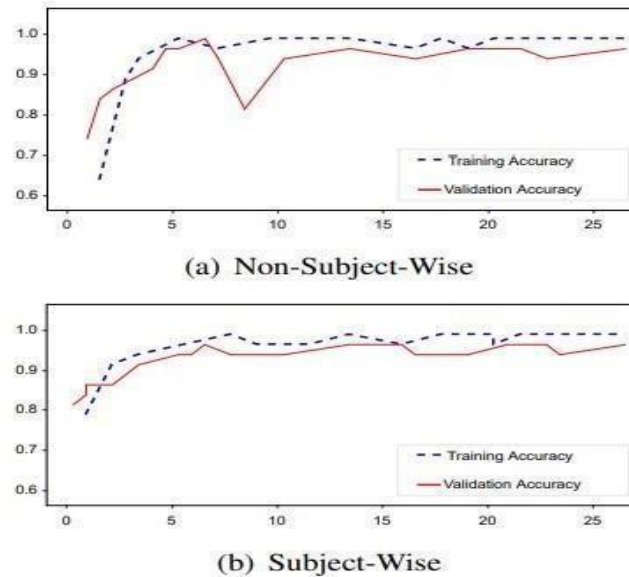 1.0
0.9
0.8
0.7
0.6
Training Accuracy
Validation Accuracy
0 5 10 15 20 25
(a) Non-Subject-Wise
1.0
0.9
0.8
0.7
0.6
Training Accuracy
Validation Accuracy
0 5 10 15 20 25
(b) Subject-Wise